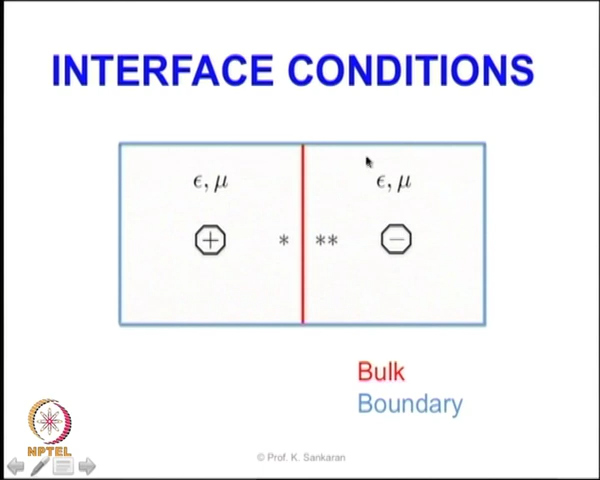 INTERFACE CONDITIONS
ϵ, μ ϵ, μ
+ * ** −
Bulk
Boundary
NPTEL
© Prof. K. Sankaran